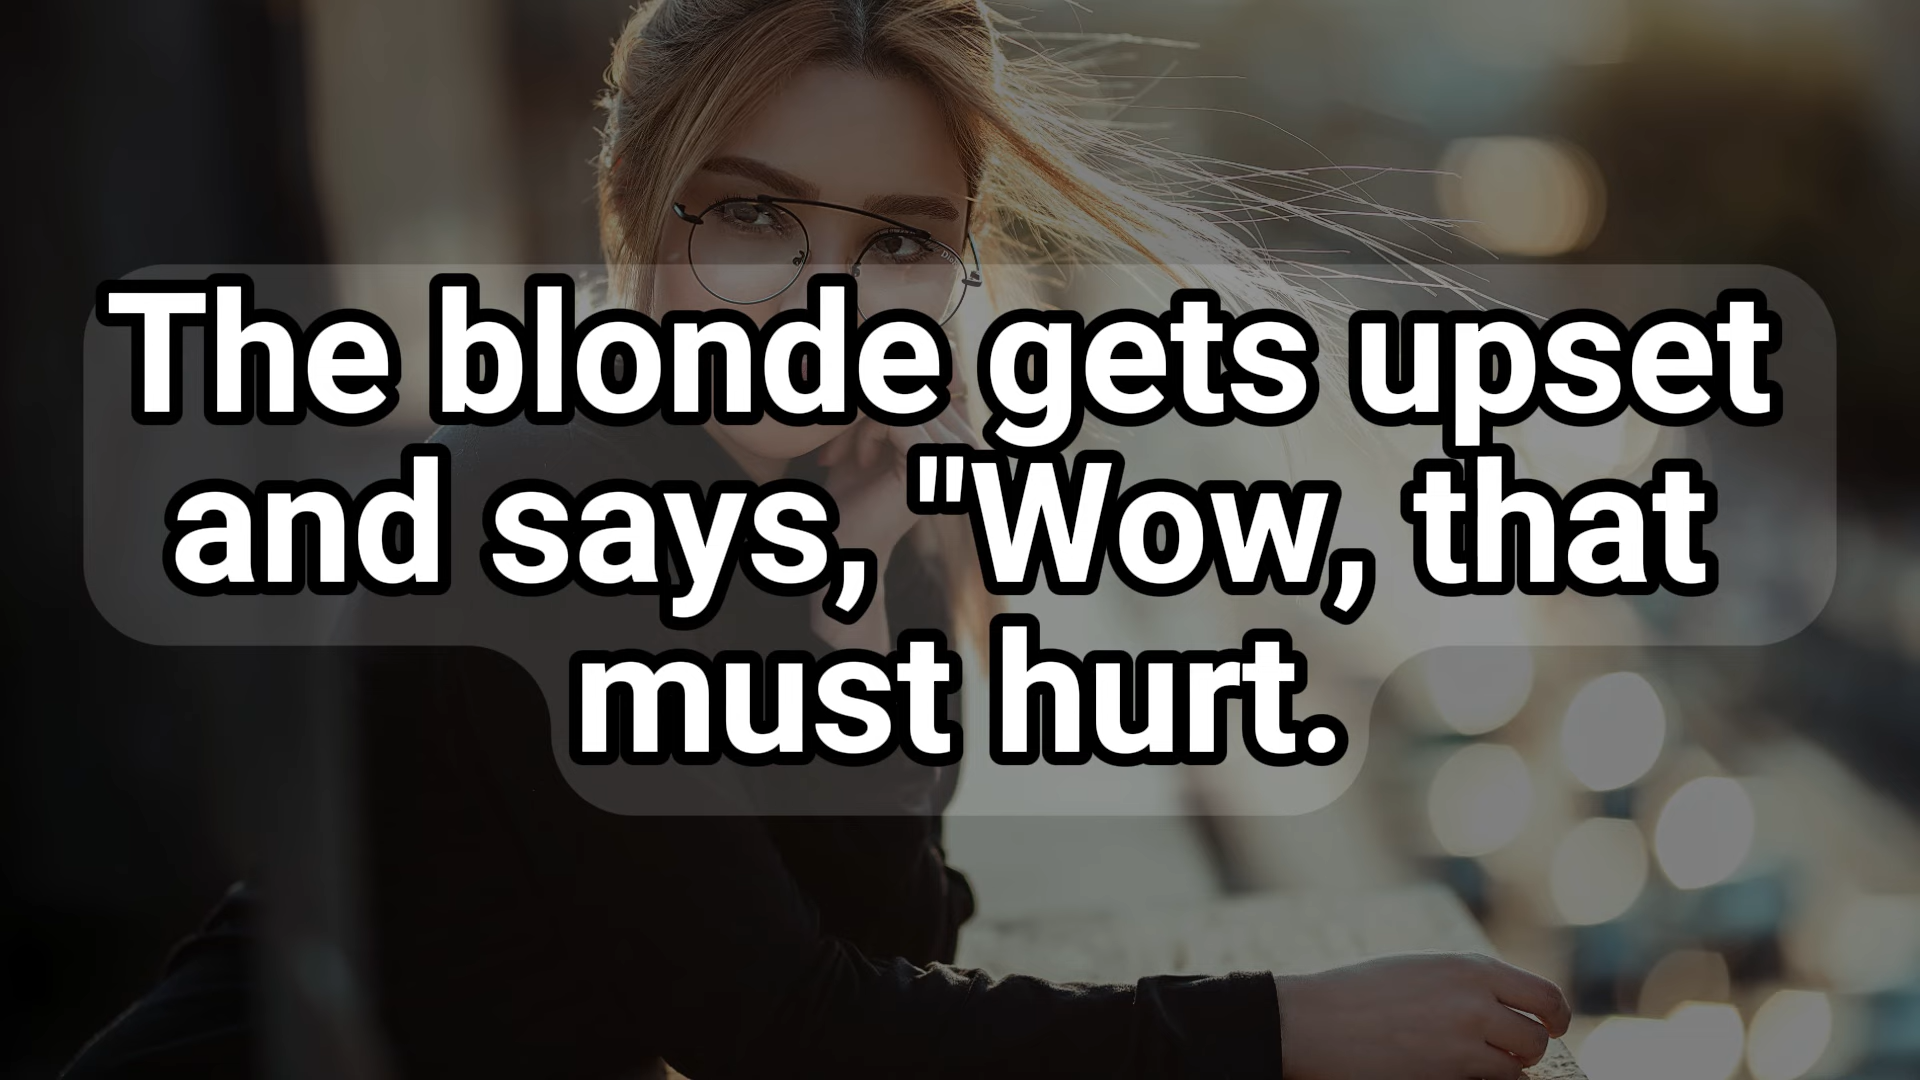 The blonde gets upset
and says, "Wow, that
must hurt.